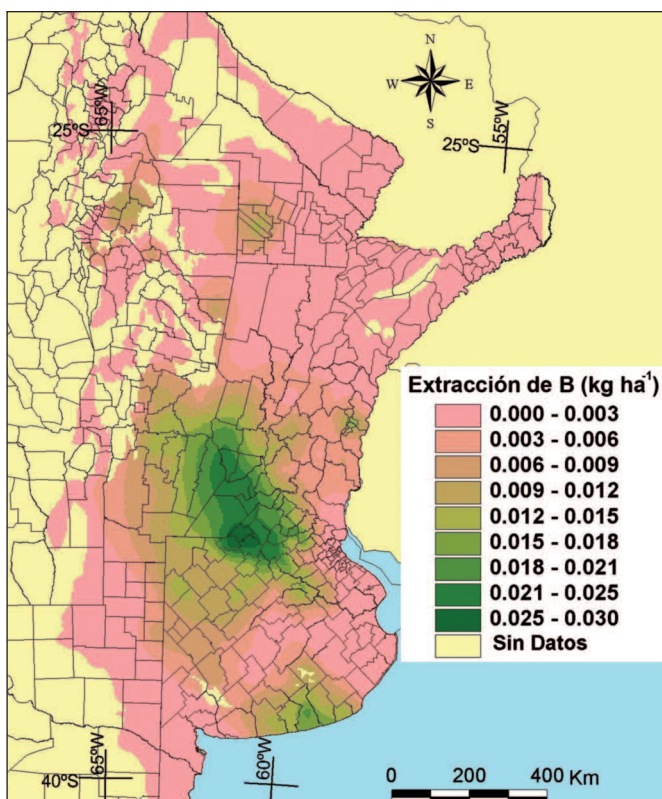 N
W E
S
65ºW
25ºS
55ºW
25ºS
Extracción de B (kg ha-1)
0.000 - 0.003
0.003 - 0.006
0.006 - 0.009
0.009 - 0.012
0.012 - 0.015
0.015 - 0.018
0.018 - 0.021
0.021 - 0.025
0.025 - 0.030
Sin Datos
40ºS
65ºW
60ºW
0 200 400 Km